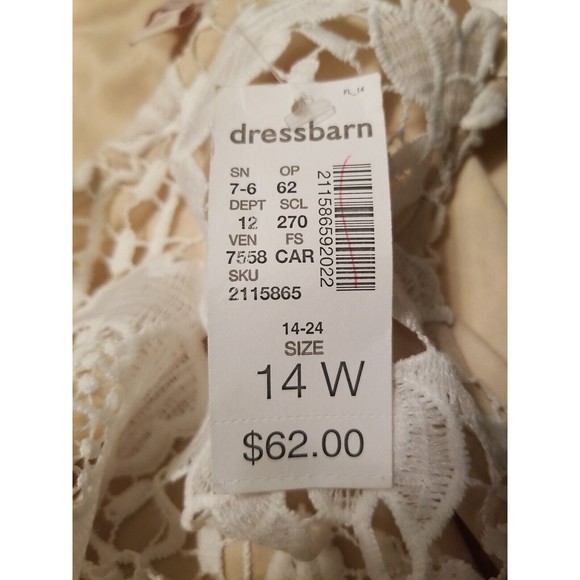 PL_14
dressbarn
SN OP
7-6 62
DEPT SCL
12 270
VEN FS
7558 CAR
SKU
2115865
211586592022
14-24
SIZE
14 W
$62.00